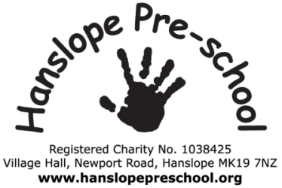 Hanslope Pre-school
Registered Charity No. 1038425
Village Hall, Newport Road, Hanslope MK19 7NZ
www.hanslopepreschool.org